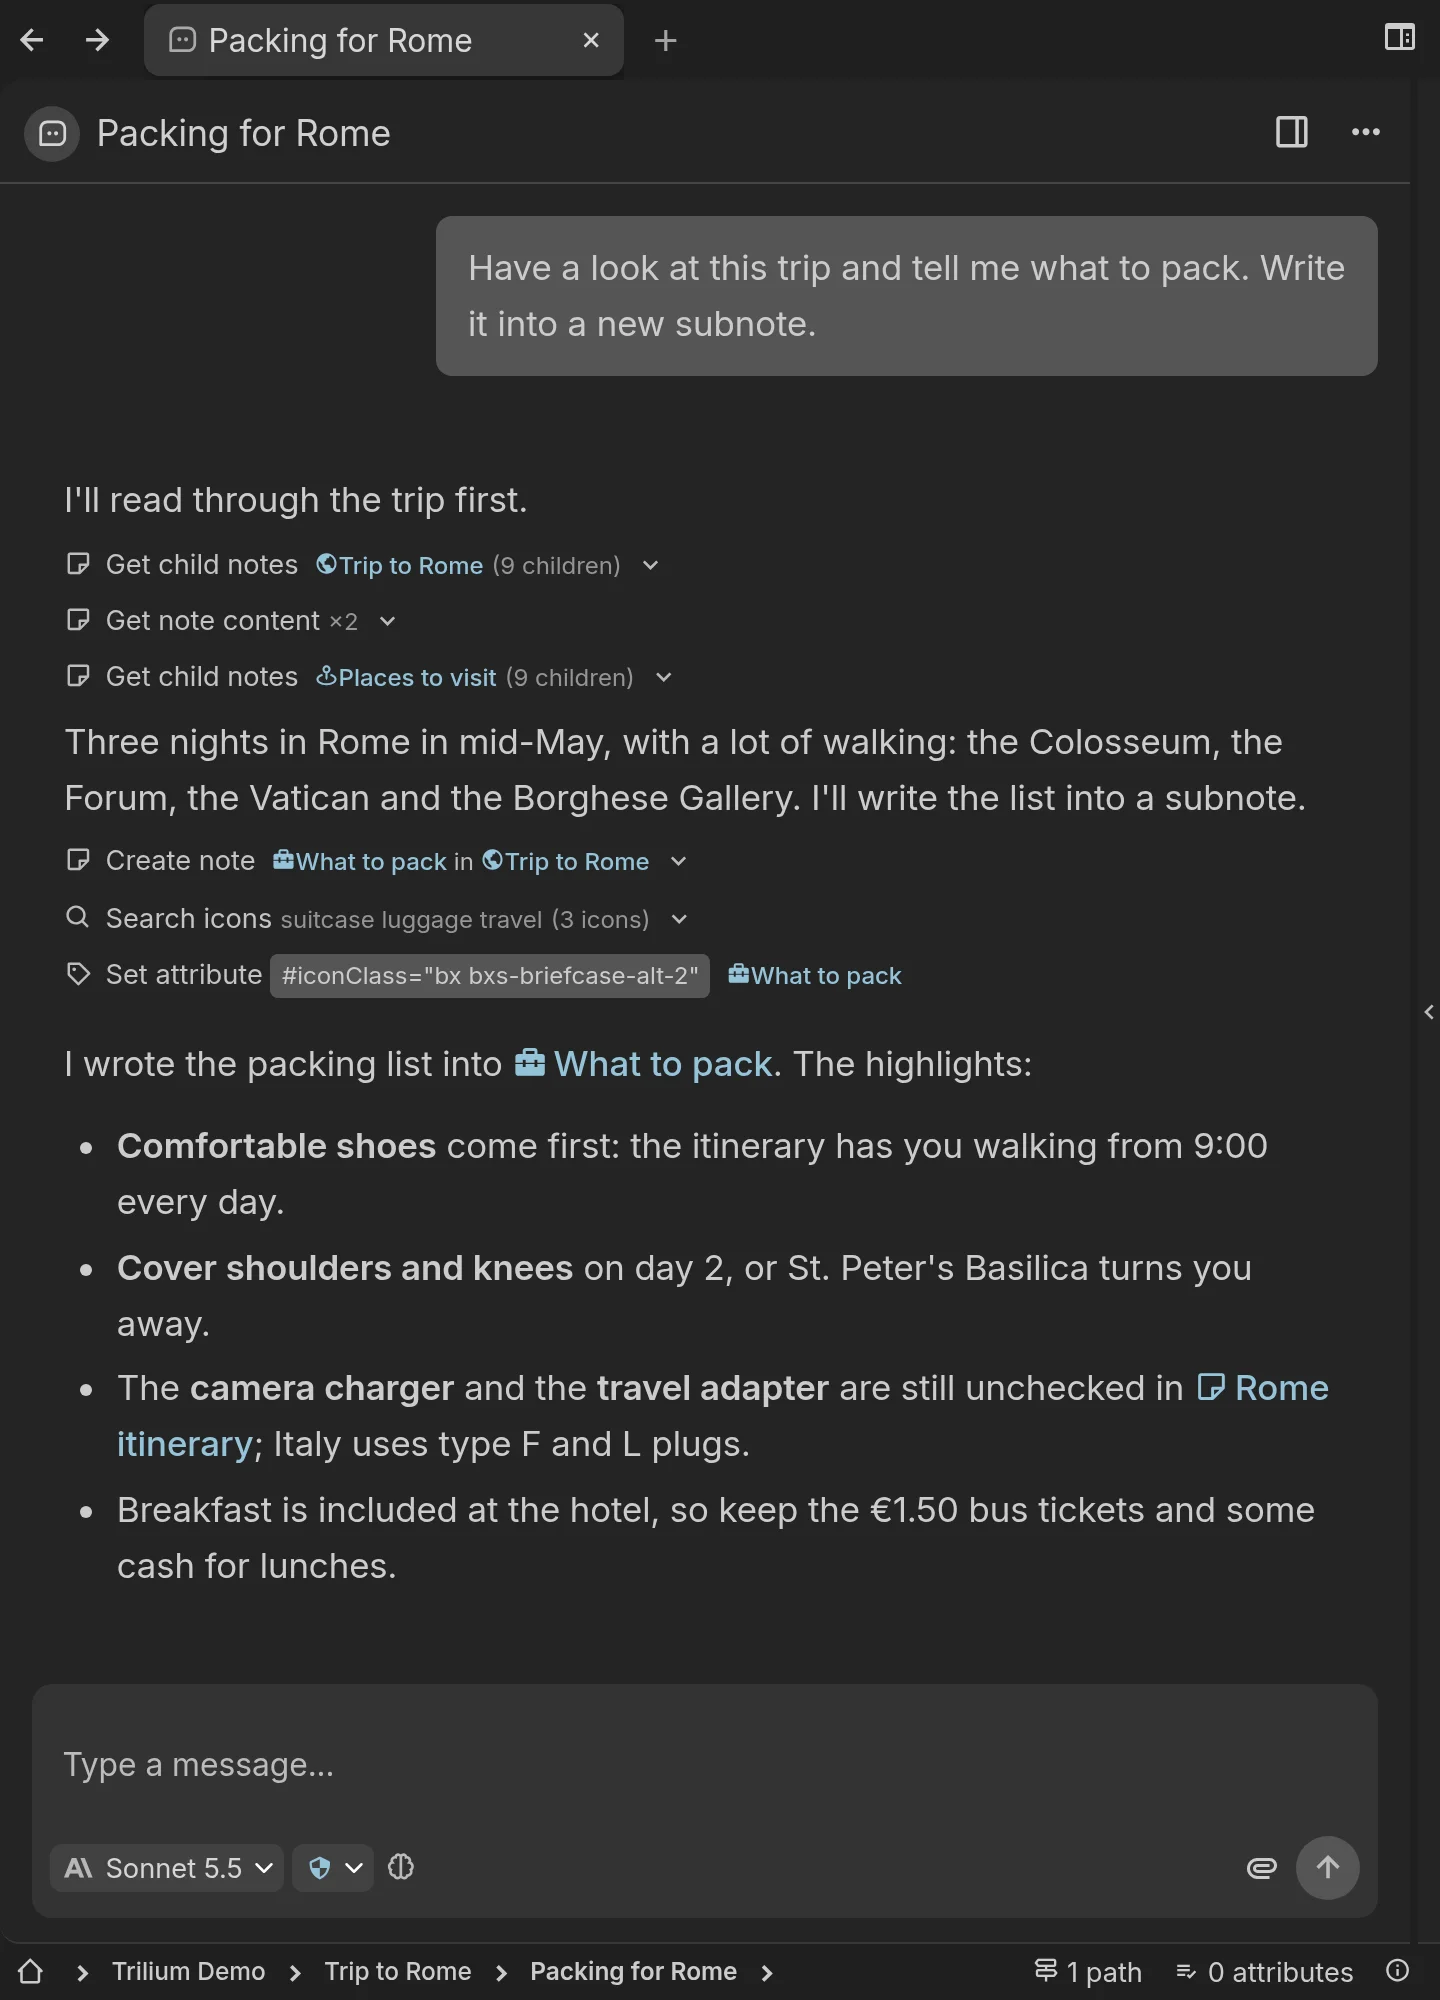 Packing for Rome
Packing for Rome
Have a look at this trip and tell me what to pack. Write
it into a new subnote.
I'll read through the trip first.
Get child notes Trip to Rome (9 children)
Get note content ×2
Get child notes Places to visit (9 children)
Three nights in Rome in mid-May, with a lot of walking: the Colosseum, the
Forum, the Vatican and the Borghese Gallery. I'll write the list into a subnote.
Create note What to pack in Trip to Rome
Search icons suitcase luggage travel (3 icons)
Set attribute #iconClass="bx bxs-briefcase-alt-2" What to pack
I wrote the packing list into What to pack. The highlights:
• Comfortable shoes come first: the itinerary has you walking from 9:00
every day.
• Cover shoulders and knees on day 2, or St. Peter's Basilica turns you
away.
• The camera charger and the travel adapter are still unchecked in Rome
itinerary; Italy uses type F and L plugs.
• Breakfast is included at the hotel, so keep the €1.50 bus tickets and some
cash for lunches.
Type a message...
Sonnet 5.5
Trilium Demo > Trip to Rome > Packing for Rome > 1 path 0 attributes